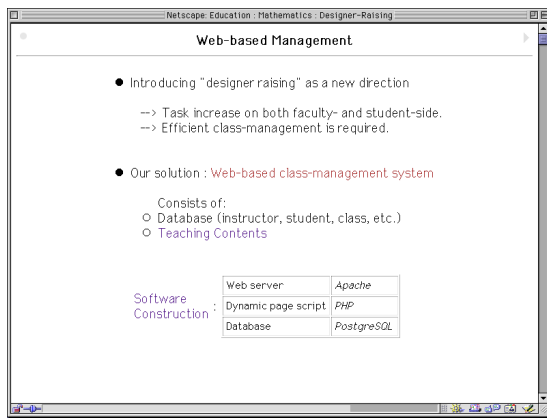 Netscape: Education : Mathematics : Designer-Raising
Web-based Management
● Introducing "designer raising" as a new direction
--> Task increase on both faculty- and student-side.
--> Efficient class-management is required.
● Our solution : Web-based class-management system
Consists of:
○ Database (instructor, student, class, etc.)
○ Teaching Contents
Software Construction :
Web server Apache
Dynamic page script PHP
Database PostgreSQL